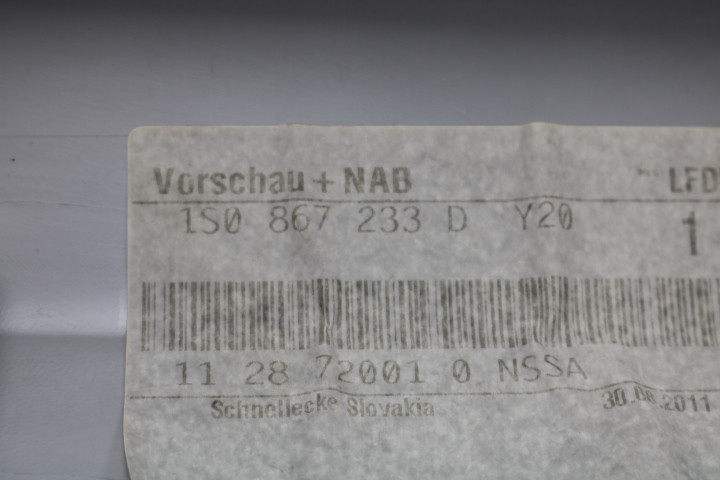 Vorschau + NAB LFD
1S0 867 233 D Y20 1
11 28 72001 0 NSSA
Schnellecke Slovakia 30.08.2011